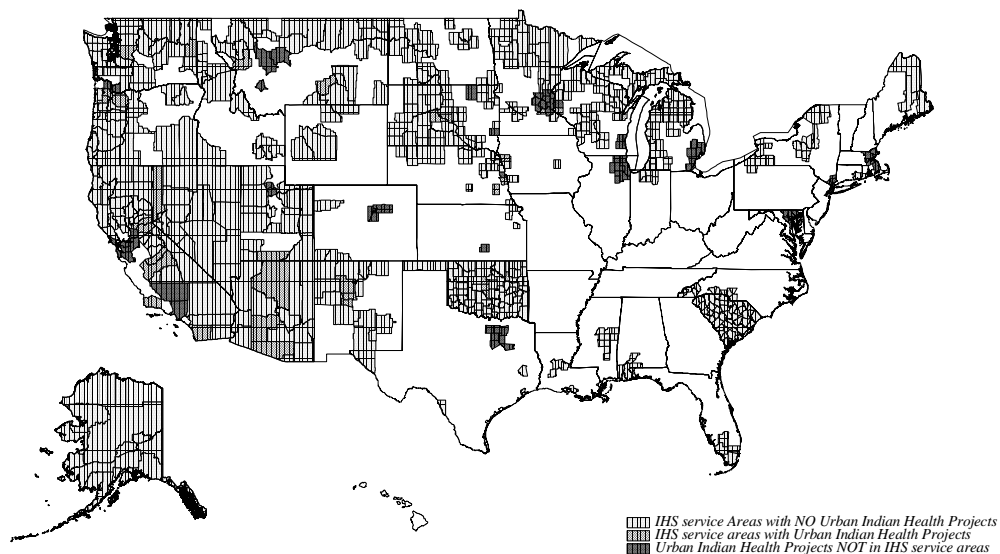 IHS service Areas with NO Urban Indian Health Projects
IHS service areas with Urban Indian Health Projects
Urban Indian Health Projects NOT in IHS service areas